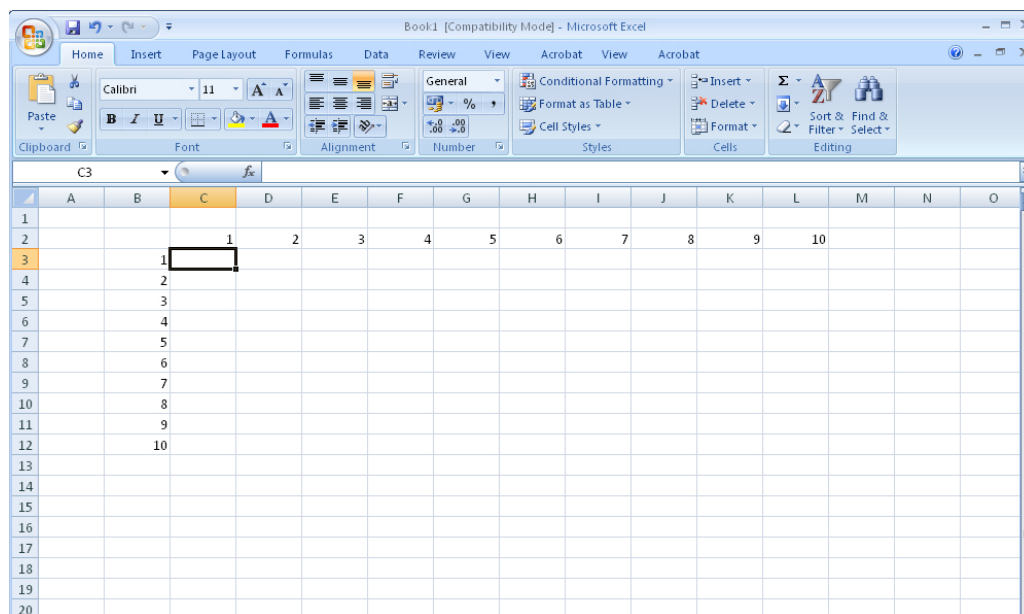 Book1 [Compatibility Mode] - Microsoft Excel
Home Insert Page Layout Formulas Data Review View Acrobat View Acrobat
Paste
Clipboard
Calibri 11 A A
B I U A
Font
Alignment
General
% ,
.00 .00
Number
Conditional Formatting
Format as Table
Cell Styles
Styles
Insert
Delete
Format
Cells
Σ
Sort & Filter
Find & Select
Editing
C3 fx
A B C D E F G H I J K L M N O
1
2 1 2 3 4 5 6 7 8 9 10
3 1
4 2
5 3
6 4
7 5
8 6
9 7
10 8
11 9
12 10
13
14
15
16
17
18
19
20